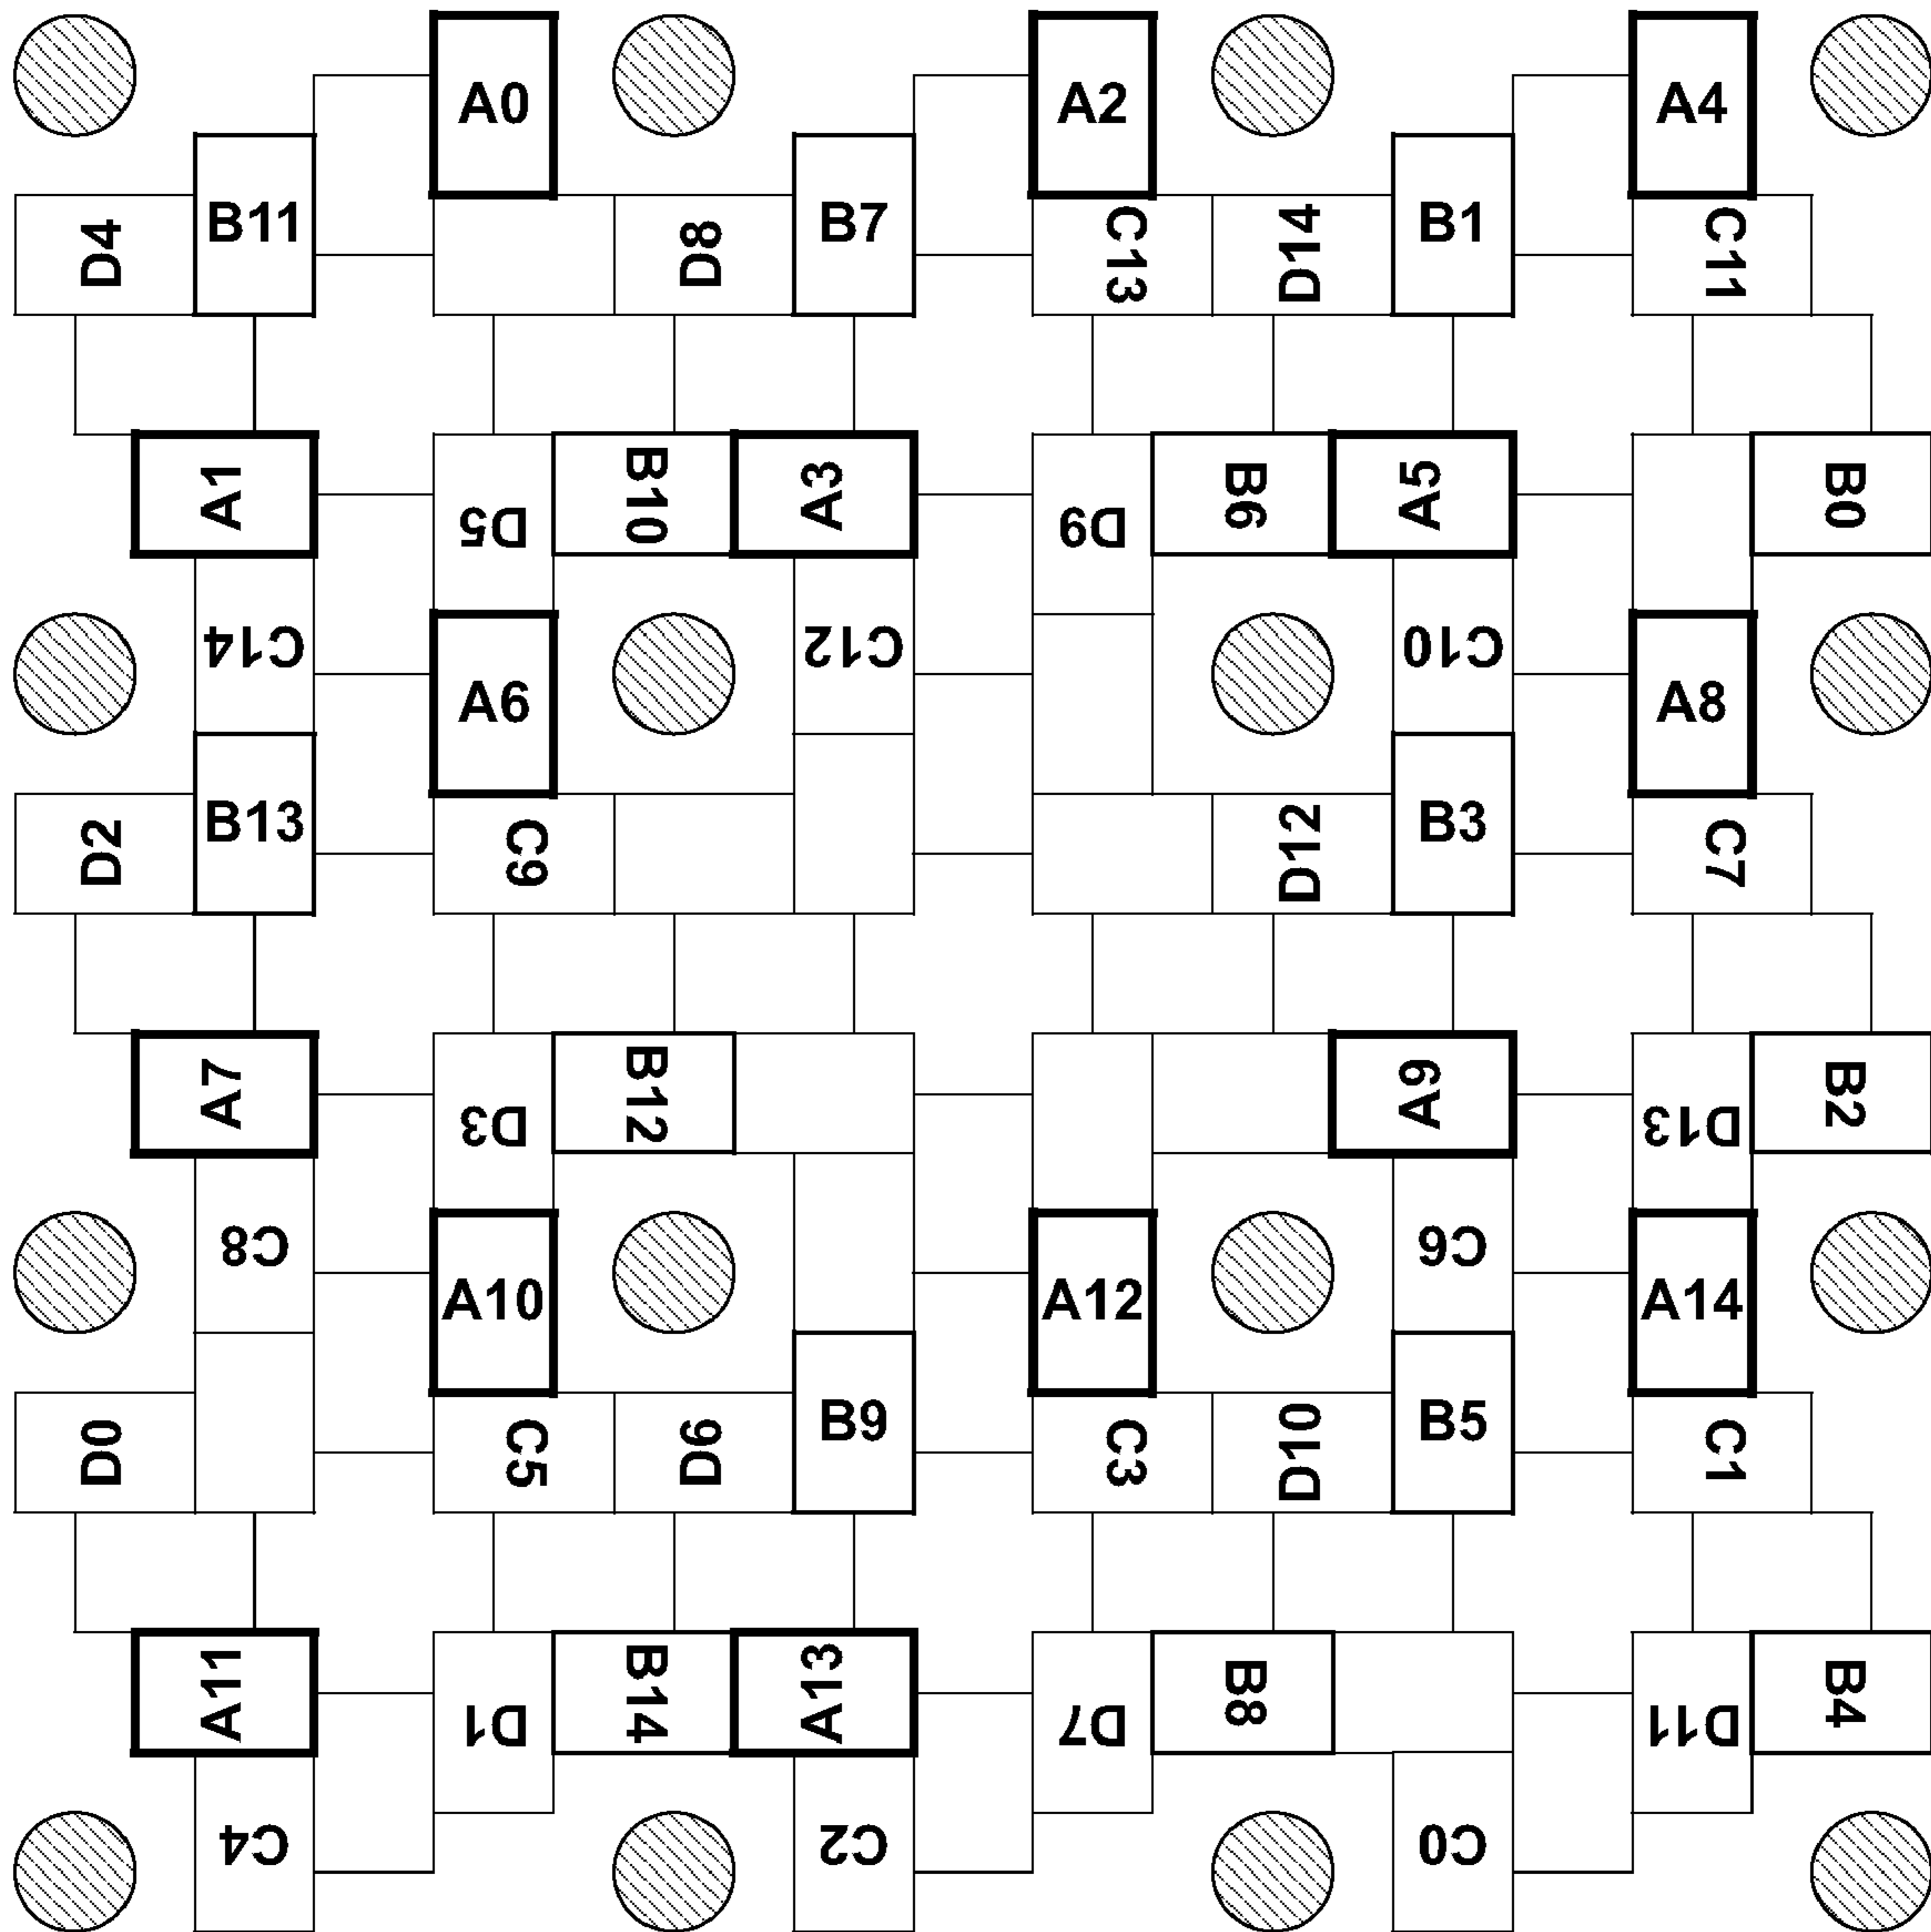 A0 A2 A4
D4 B11 D8 B7 C13 D14 B1 C11
A1 D5 B10 A3 D9 B6 A5 B0
C14 A6 C12 C10 A8
D2 B13 C9 D12 B3 C7
A7 D3 B12 A9 D13 B2
C8 A10 A12 C6 A14
D0 C5 D6 B9 C3 D10 B5 C1
A11 D1 B14 A13 D7 B8 D11 B4
C4 C2 C0